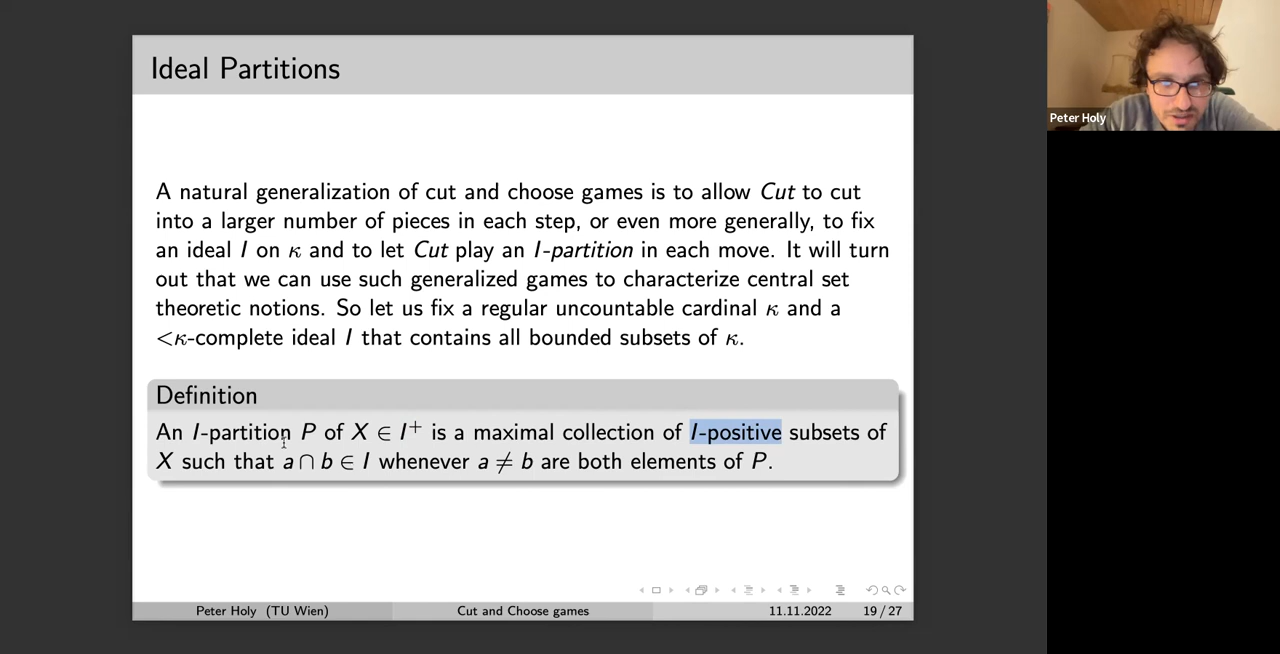 Ideal Partitions
A natural generalization of cut and choose games is to allow Cut to cut
into a larger number of pieces in each step, or even more generally, to fix
an ideal I on κ and to let Cut play an I-partition in each move. It will turn
out that we can use such generalized games to characterize central set
theoretic notions. So let us fix a regular uncountable cardinal κ and a
<κ-complete ideal I that contains all bounded subsets of κ.
Definition
An I-partition P of X ∈ I⁺ is a maximal collection of I-positive subsets of
X such that a ∩ b ∈ I whenever a ≠ b are both elements of P.
Peter Holy (TU Wien) Cut and Choose games 11.11.2022 19 / 27
Peter Holy